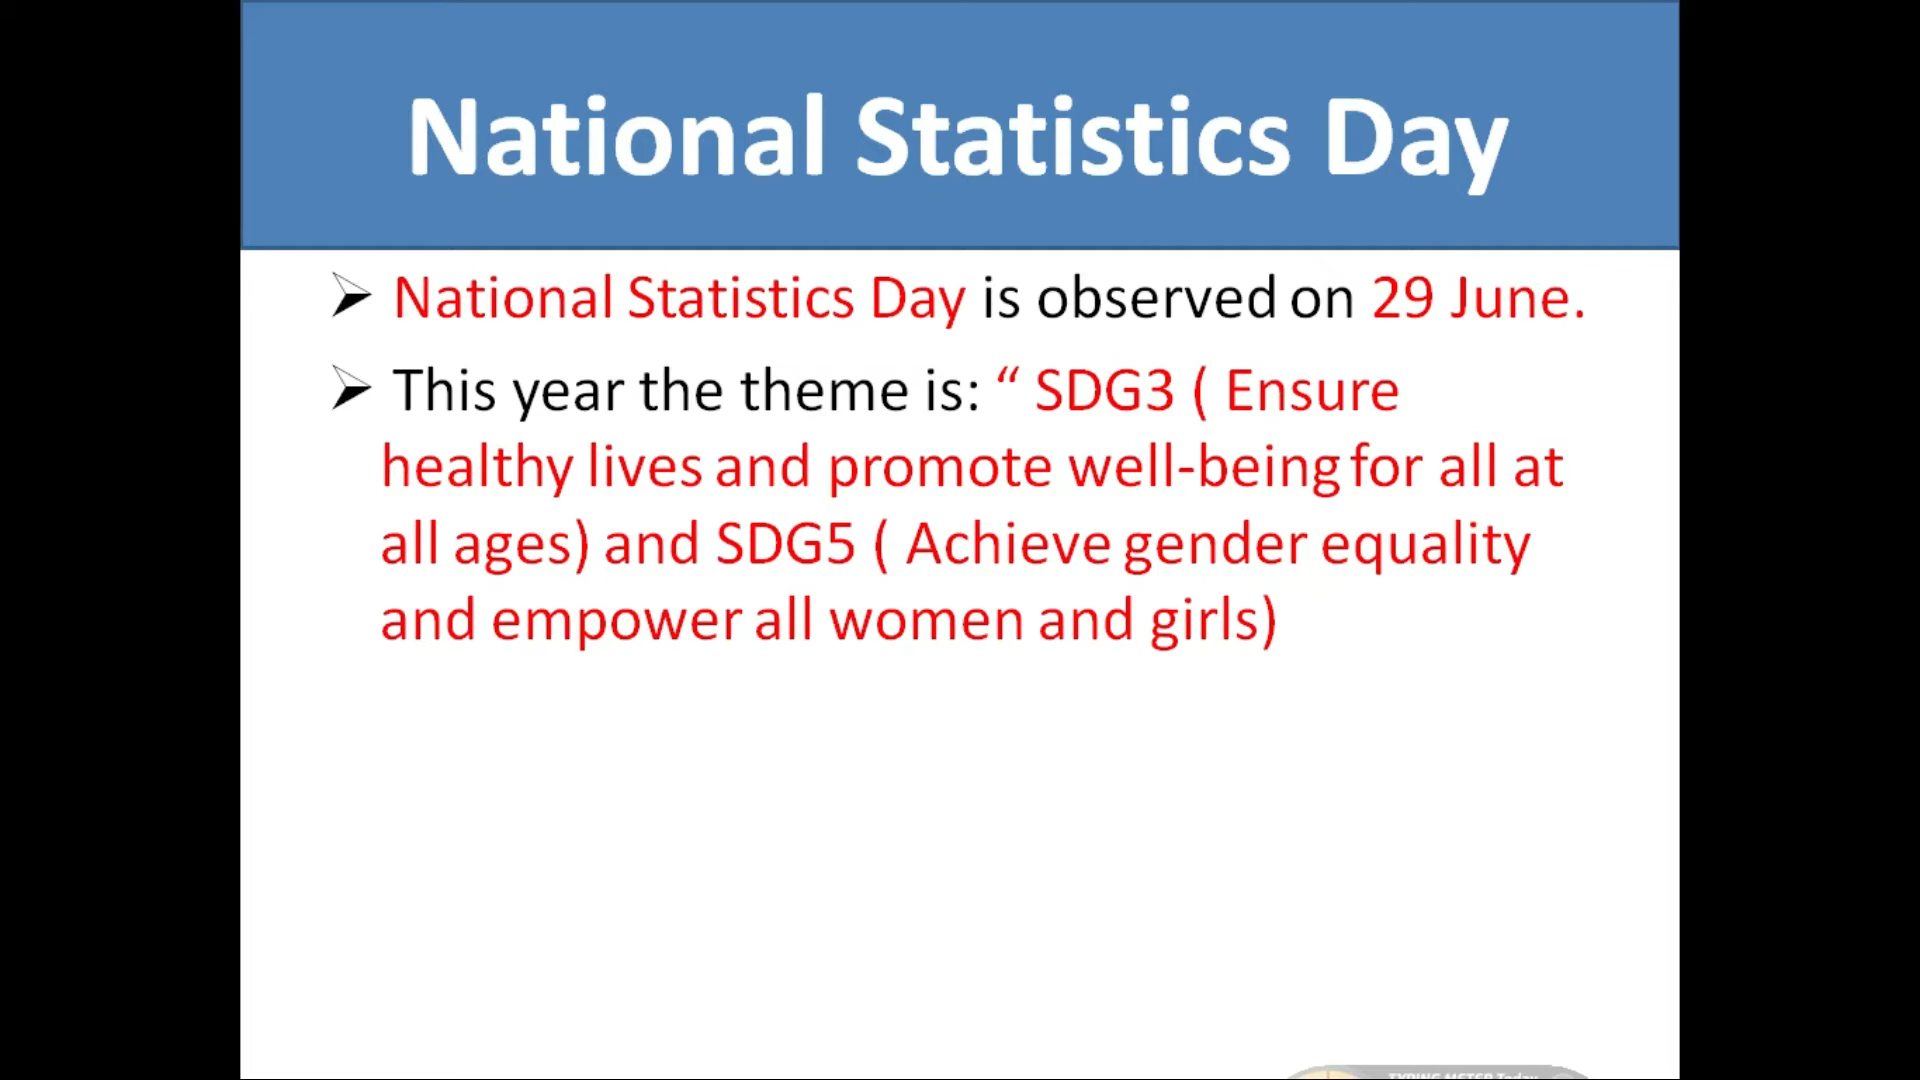 National Statistics Day
➢ National Statistics Day is observed on 29 June.
➢ This year the theme is: “ SDG3 ( Ensure
healthy lives and promote well-being for all at
all ages) and SDG5 ( Achieve gender equality
and empower all women and girls)